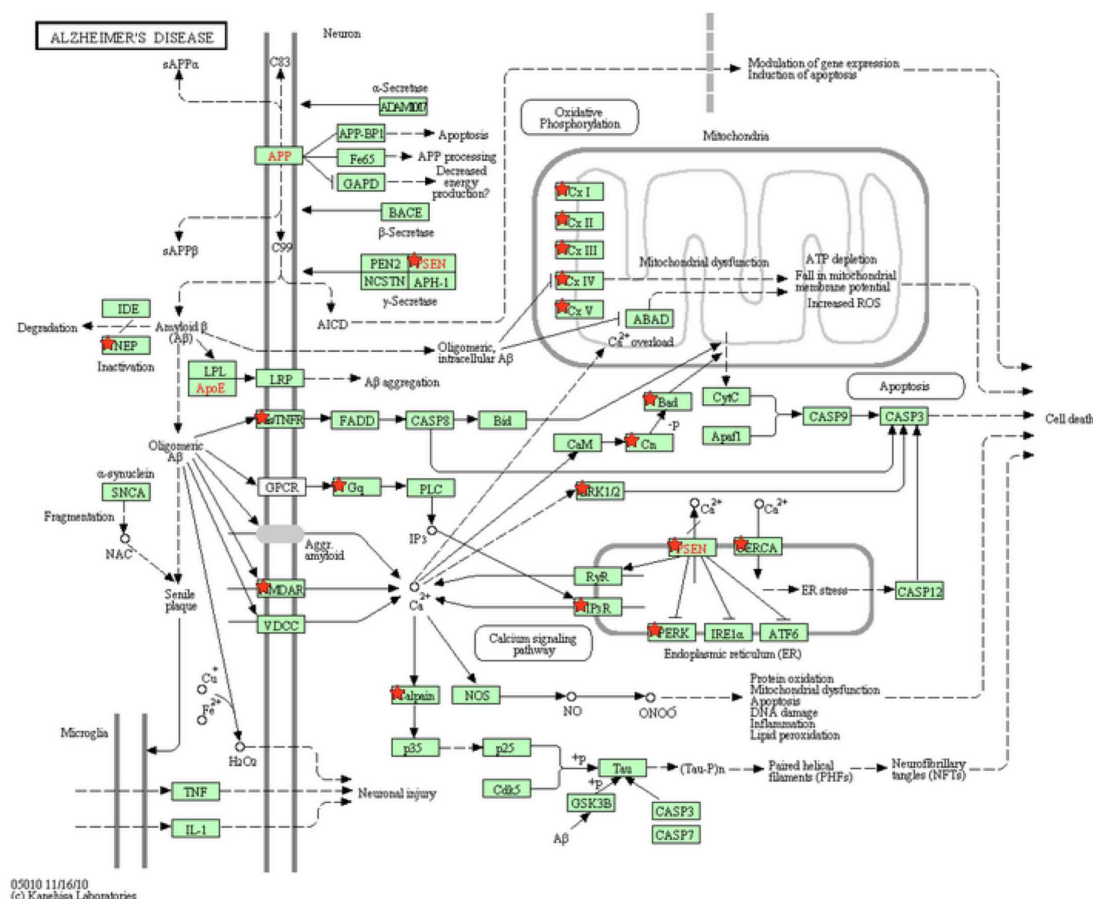 ALZHEIMER'S DISEASE
Neuron
sAPPα
C83
α-Secretase
ADAM10/17
Modulation of gene expression
Induction of apoptosis
Oxidative
Phosphorylation
Mitochondria
APP
APP-BP1
Apoptosis
Fe65
APP processing
GAPD
Decreased
energy
production?
BACE
β-Secretase
sAPPβ
C99
PEN2
PSEN
NCSTN
APH-1
γ-Secretase
Cx I
Cx II
Cx III
Cx IV
Cx V
Mitochondrial dysfunction
ATP depletion
Fall in mitochondrial
membrane potential
Increased ROS
ABAD
Ca2+ overload
IDE
Degradation
NEP
Inactivation
Amyloid β
(Aβ)
AICD
Oligomeric,
intracellular Aβ
LPL
ApoE
LRP
Aβ aggregation
Apoptosis
TNFR
FADD
CASP8
Bid
Bad
CytC
Apaf1
CASP9
CASP3
Cell death
CaM
Cn
-p
Oligomeric
Aβ
α-synuclein
SNCA
Fragmentation
NAC
GPCR
Gq
PLC
IP3
ERK1/2
Aggr.
amyloid
Ca2+
Ca2+
PSEN
SERCA
RyR
IP3R
ER stress
CASP12
PERK
IRE1α
ATF6
Endoplasmic reticulum (ER)
Senile
plaque
NMDAR
VDCC
Ca2+
Calcium signaling
pathway
Calpain
NOS
NO
ONOO-
Protein oxidation
Mitochondrial dysfunction
Apoptosis
DNA damage
Inflammation
Lipid peroxidation
Cu+
Fe2+
H2O2
Microglia
p35
p25
Cdk5
+p
+p
Tau
(Tau-P)n
Paired helical
filaments (PHFs)
Neurofibrillary
tangles (NFTs)
GSK3B
Aβ
CASP3
CASP7
TNF
IL-1
Neuronal injury
05010 11/16/10
(c) Kanehisa Laboratories